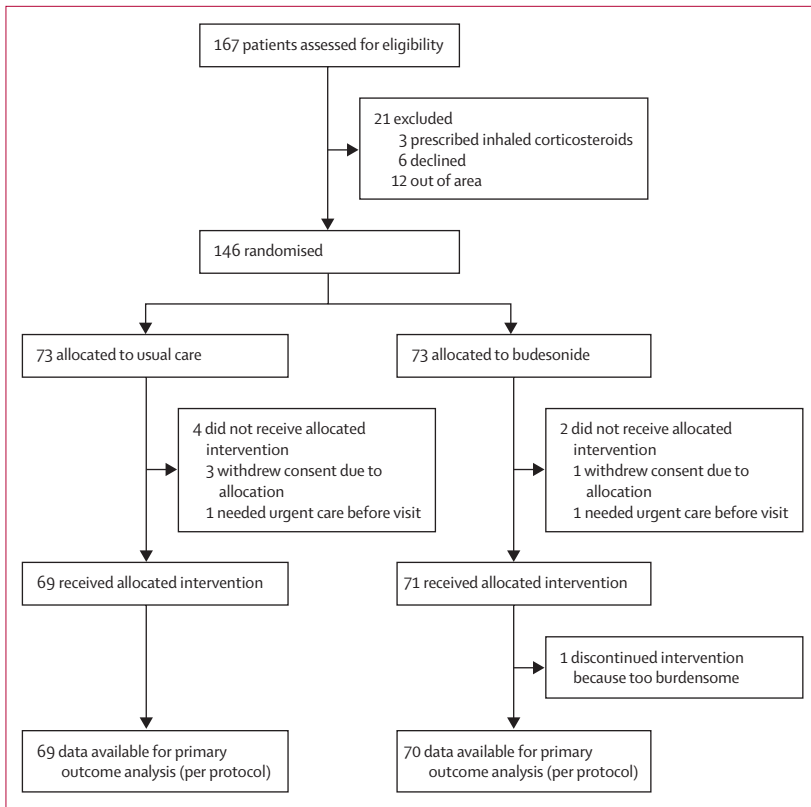 167 patients assessed for eligibility
21 excluded
3 prescribed inhaled corticosteroids
6 declined
12 out of area
146 randomised
73 allocated to usual care
73 allocated to budesonide
4 did not receive allocated
intervention
3 withdrew consent due to
allocation
1 needed urgent care before visit
2 did not receive allocated
intervention
1 withdrew consent due to
allocation
1 needed urgent care before visit
69 received allocated intervention
71 received allocated intervention
1 discontinued intervention
because too burdensome
69 data available for primary
outcome analysis (per protocol)
70 data available for primary
outcome analysis (per protocol)